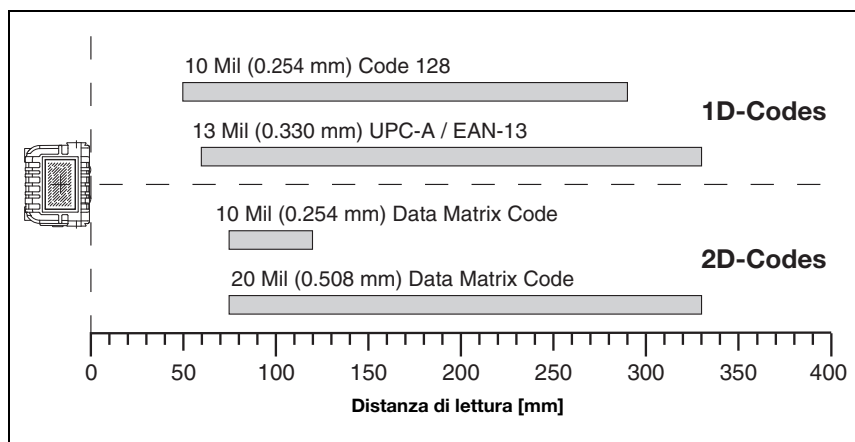 10 Mil (0.254 mm) Code 128
1D-Codes
13 Mil (0.330 mm) UPC-A / EAN-13
10 Mil (0.254 mm) Data Matrix Code
2D-Codes
20 Mil (0.508 mm) Data Matrix Code
0 50 100 150 200 250 300 350 400
Distanza di lettura [mm]